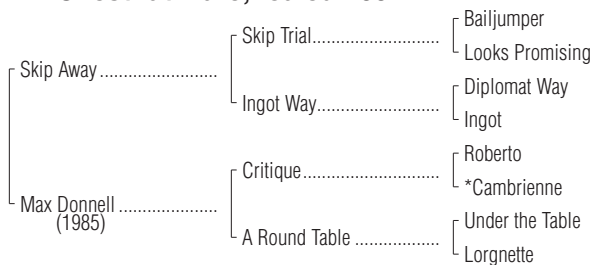 Bailjumper
Skip Trial
Looks Promising
Skip Away
Diplomat Way
Ingot Way
Ingot
Roberto
Critique
*Cambrienne
Max Donnell
(1985)
Under the Table
A Round Table
Lorgnette